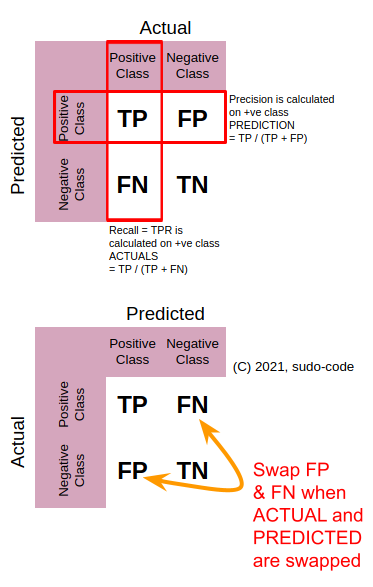 Actual
Positive Class
Negative Class
Predicted
Positive Class
TP
FP
Negative Class
FN
TN
Precision is calculated
on +ve class
PREDICTION
= TP / (TP + FP)
Recall = TPR is
calculated on +ve class
ACTUALS
= TP / (TP + FN)
Predicted
Positive Class
Negative Class
(C) 2021, sudo-code
Actual
Positive Class
TP
FN
Negative Class
FP
TN
Swap FP
& FN when
ACTUAL and
PREDICTED
are swapped